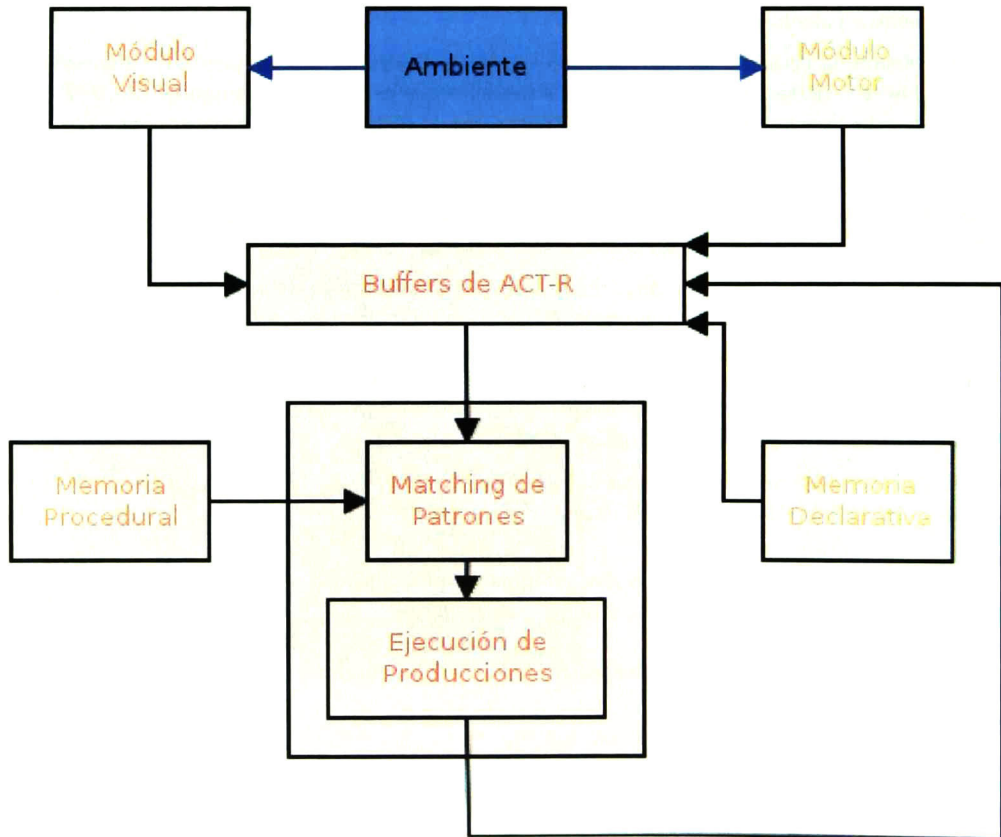 Módulo
Visual
Ambiente
Módulo
Motor
Buffers de ACT-R
Memoria
Procedural
Matching de
Patrones
Memoria
Declarativa
Ejecución de
Producciones